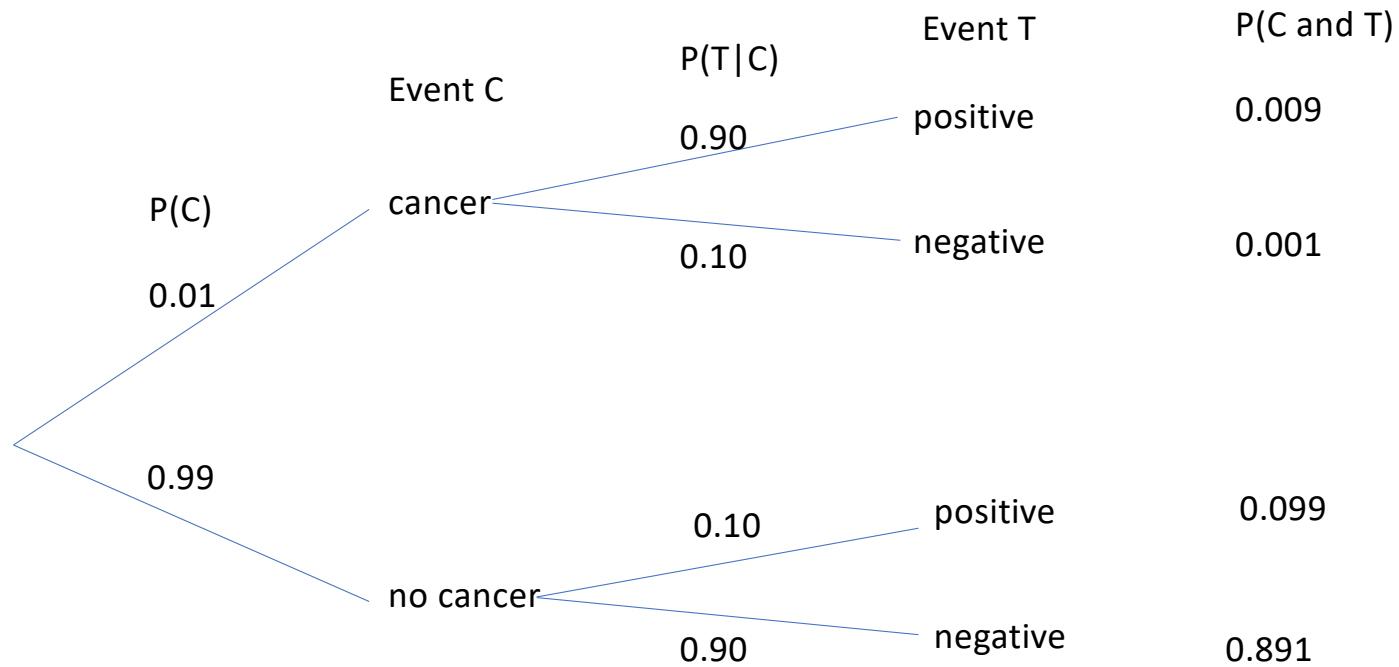 Event T P(C and T)
P(T|C)
Event C
positive 0.009
0.90
cancer
P(C)
negative 0.001
0.10
0.01
0.99
positive 0.099
0.10
no cancer
negative 0.891
0.90